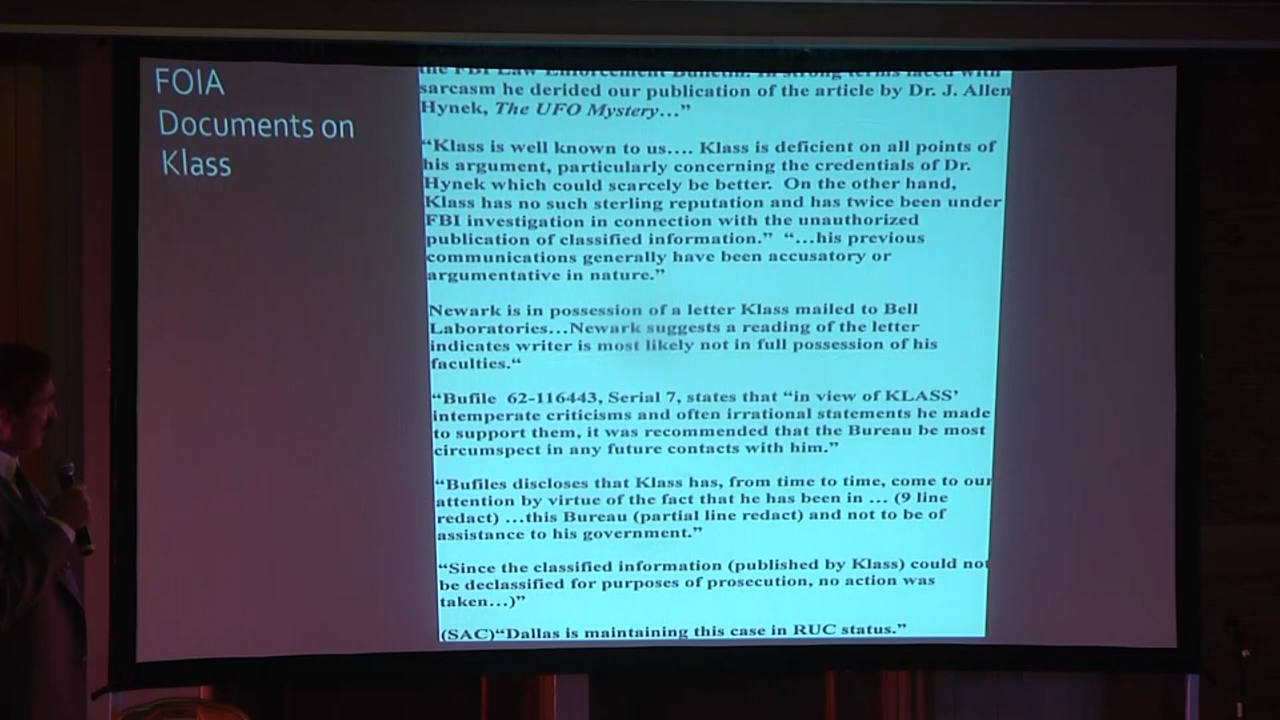 FOIA
Documents on
Klass
the FBI Law Enforcement Bulletin. In strong terms laced with
sarcasm he derided our publication of the article by Dr. J. Allen
Hynek, The UFO Mystery…”
“Klass is well known to us…. Klass is deficient on all points of
his argument, particularly concerning the credentials of Dr.
Hynek which could scarcely be better. On the other hand,
Klass has no such sterling reputation and has twice been under
FBI investigation in connection with the unauthorized
publication of classified information.” “…his previous
communications generally have been accusatory or
argumentative in nature.”
Newark is in possession of a letter Klass mailed to Bell
Laboratories…Newark suggests a reading of the letter
indicates writer is most likely not in full possession of his
faculties.“
“Bufile 62-116443, Serial 7, states that “in view of KLASS’
intemperate criticisms and often irrational statements he made
to support them, it was recommended that the Bureau be most
circumspect in any future contacts with him.”
“Bufiles discloses that Klass has, from time to time, come to our
attention by virtue of the fact that he has been in … (9 line
redact) …this Bureau (partial line redact) and not to be of
assistance to his government.”
“Since the classified information (published by Klass) could not
be declassified for purposes of prosecution, no action was
taken…)”
(SAC)“Dallas is maintaining this case in RUC status.”